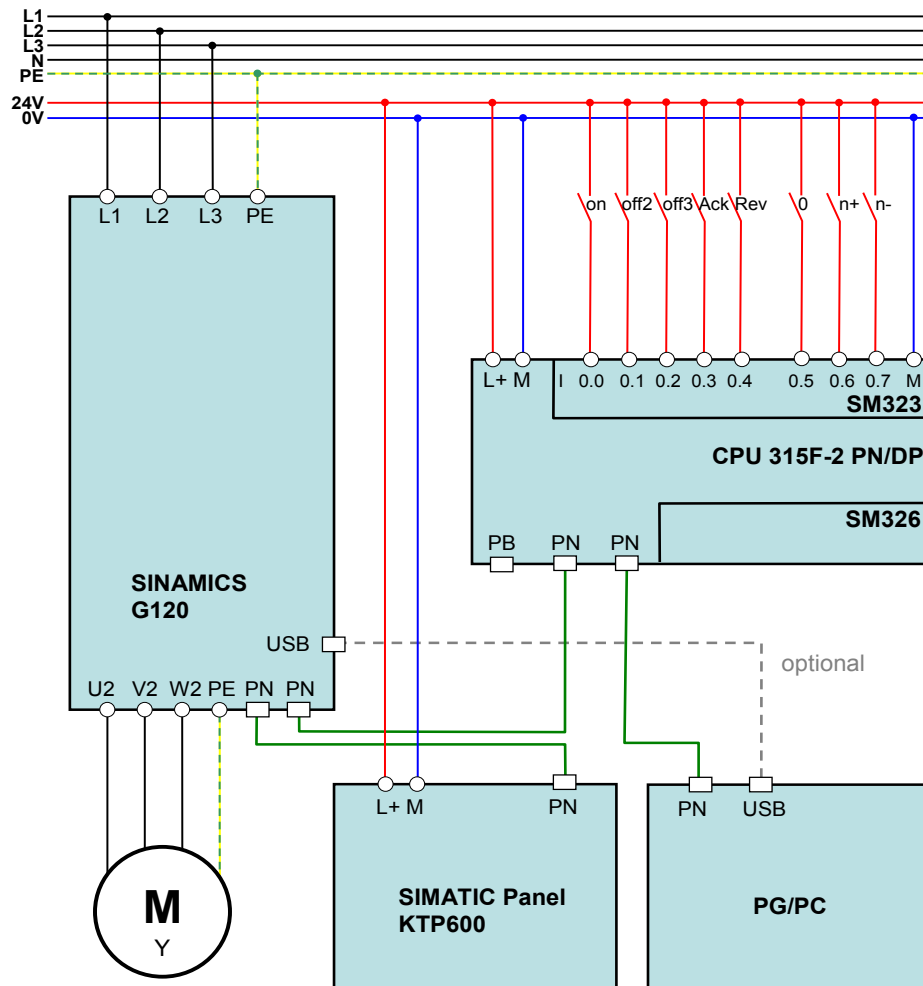 L1
L2
L3
N
PE
24V
0V
L1 L2 L3 PE
on off2 off3 Ack Rev 0 n+ n-
L+ M I 0.0 0.1 0.2 0.3 0.4 0.5 0.6 0.7 M
SM323
CPU 315F-2 PN/DP
SM326
PB PN PN
SINAMICS
G120
USB
optional
U2 V2 W2 PE PN PN
L+ M PN
PN USB
M
Y
SIMATIC Panel
KTP600
PG/PC